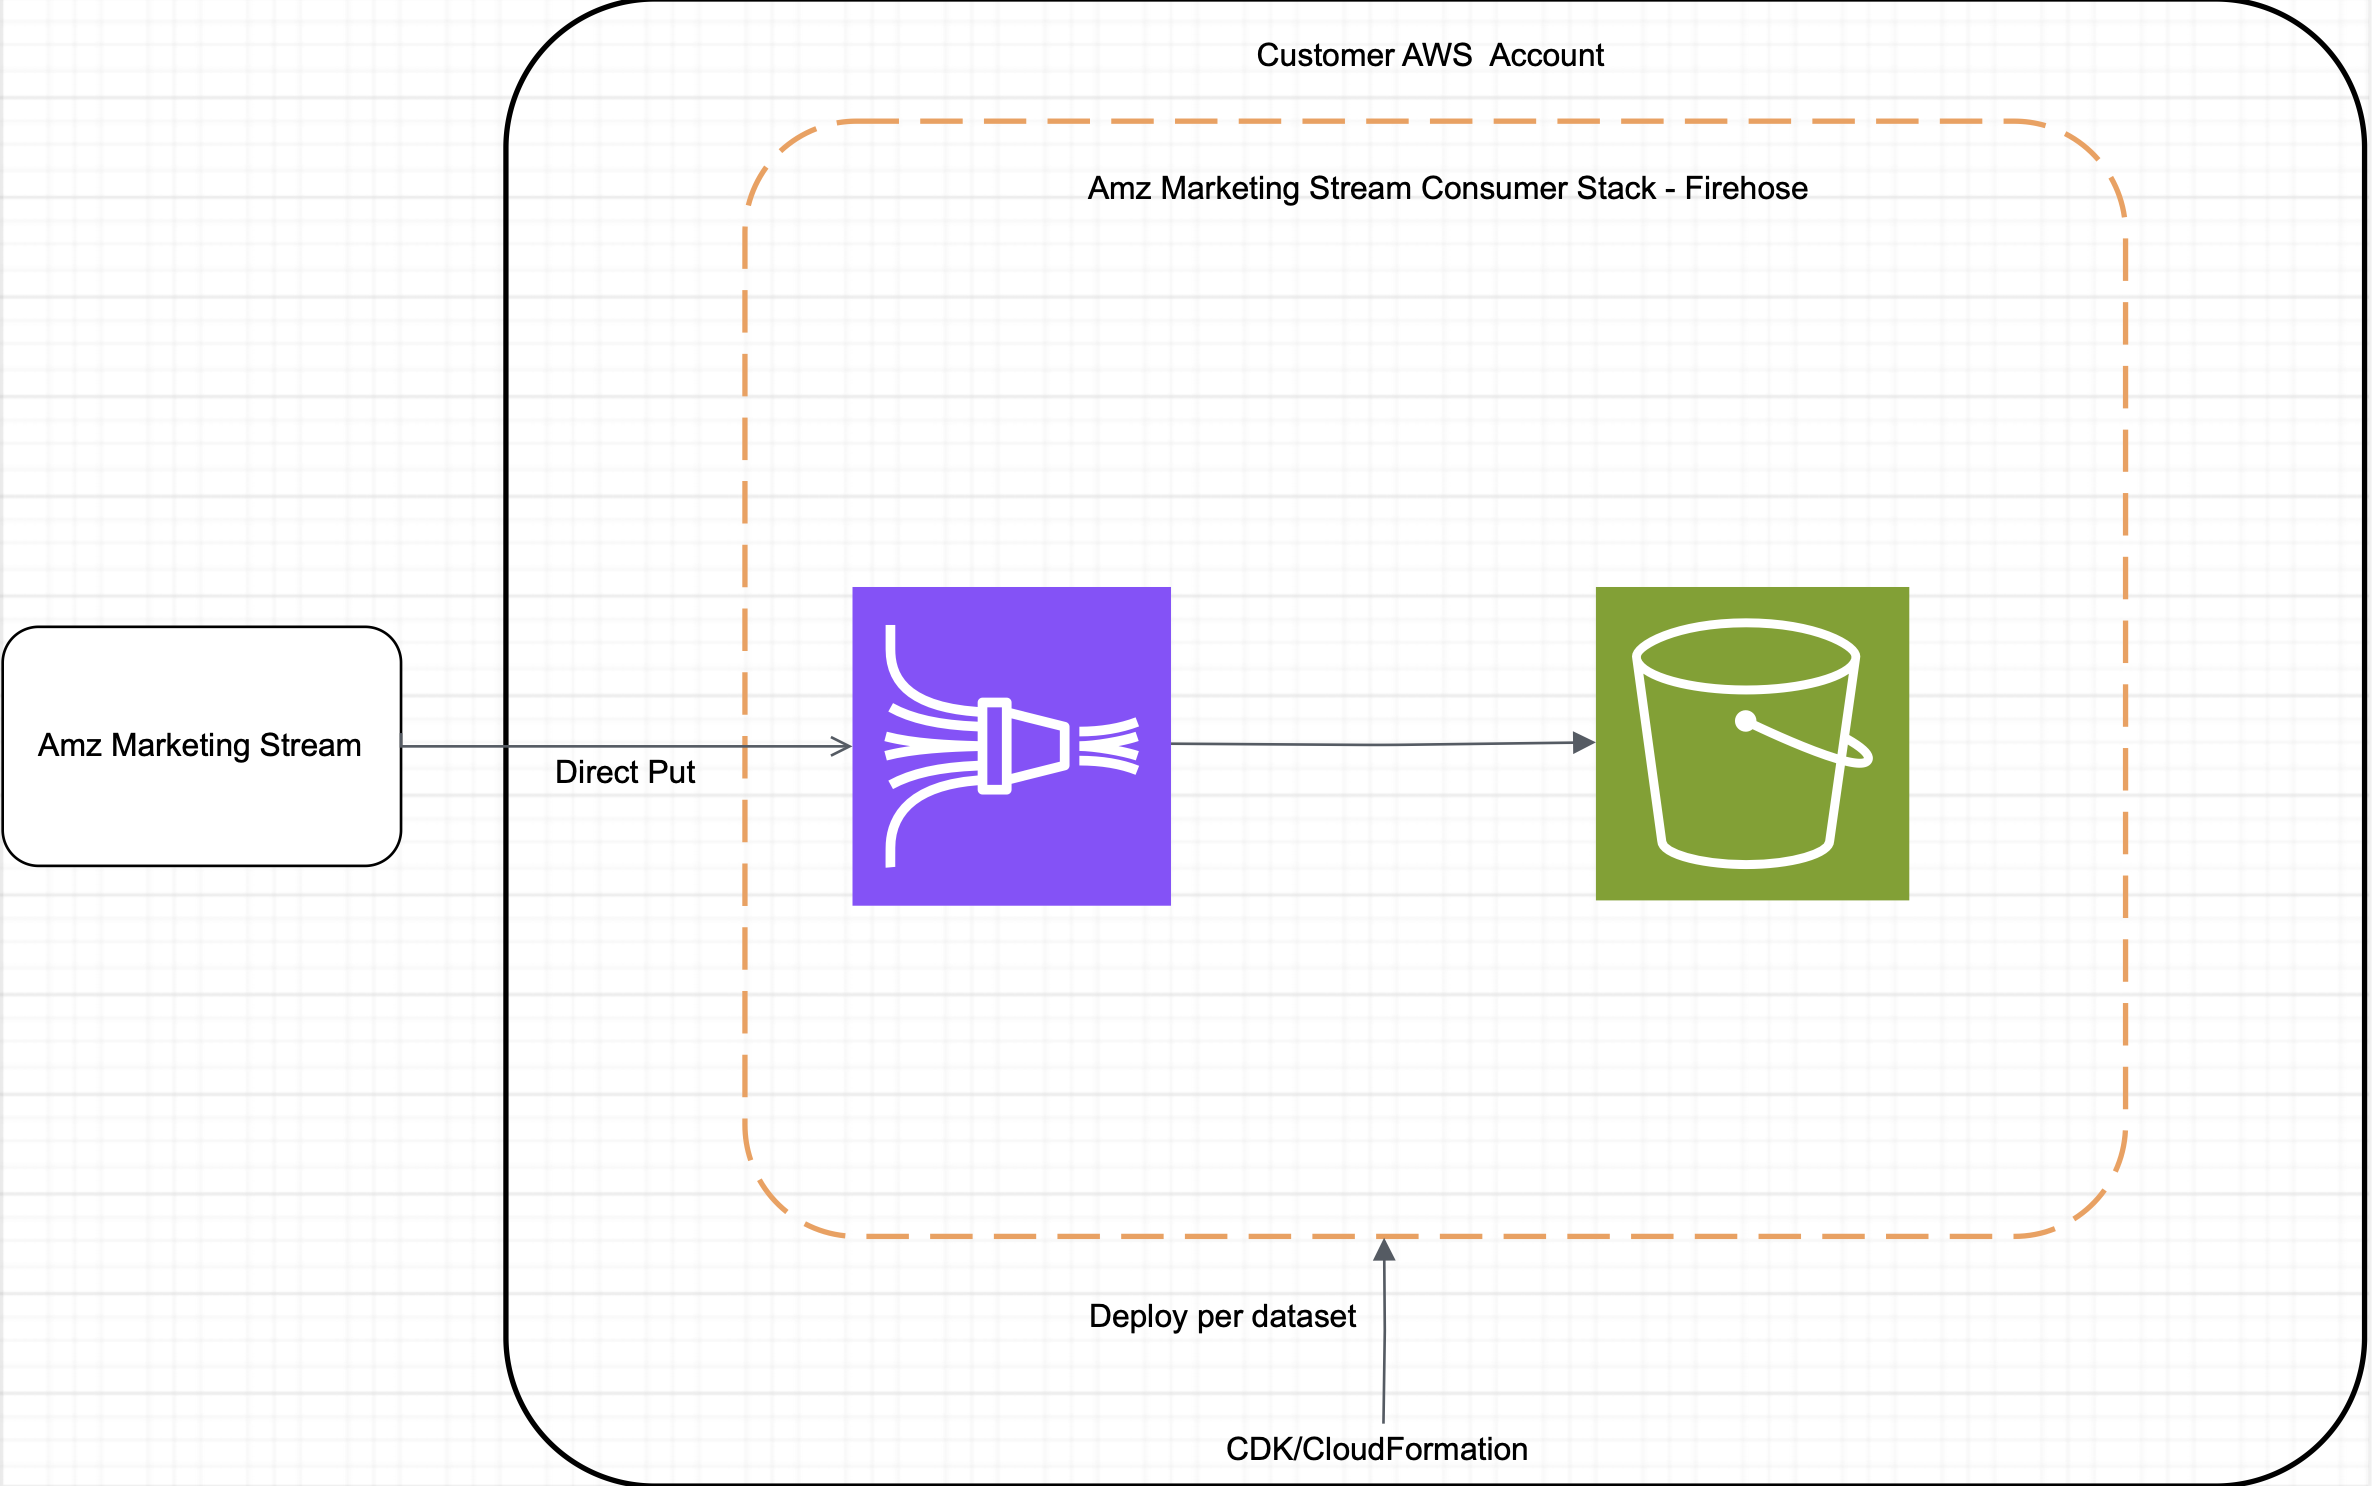 Customer AWS  Account
Amz Marketing Stream Consumer Stack - Firehose
Amz Marketing Stream
Direct Put
Deploy per dataset
CDK/CloudFormation